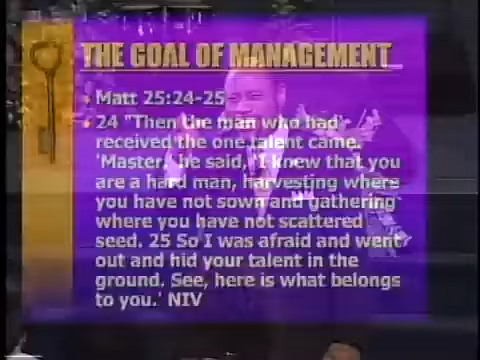 THE GOAL OF MANAGEMENT
• Matt 25:24-25
• 24 "Then the man who had
received the one talent came.
'Master,' he said, 'I knew that you
are a hard man, harvesting where
you have not sown and gathering
where you have not scattered
seed. 25 So I was afraid and went
out and hid your talent in the
ground. See, here is what belongs
to you.' NIV